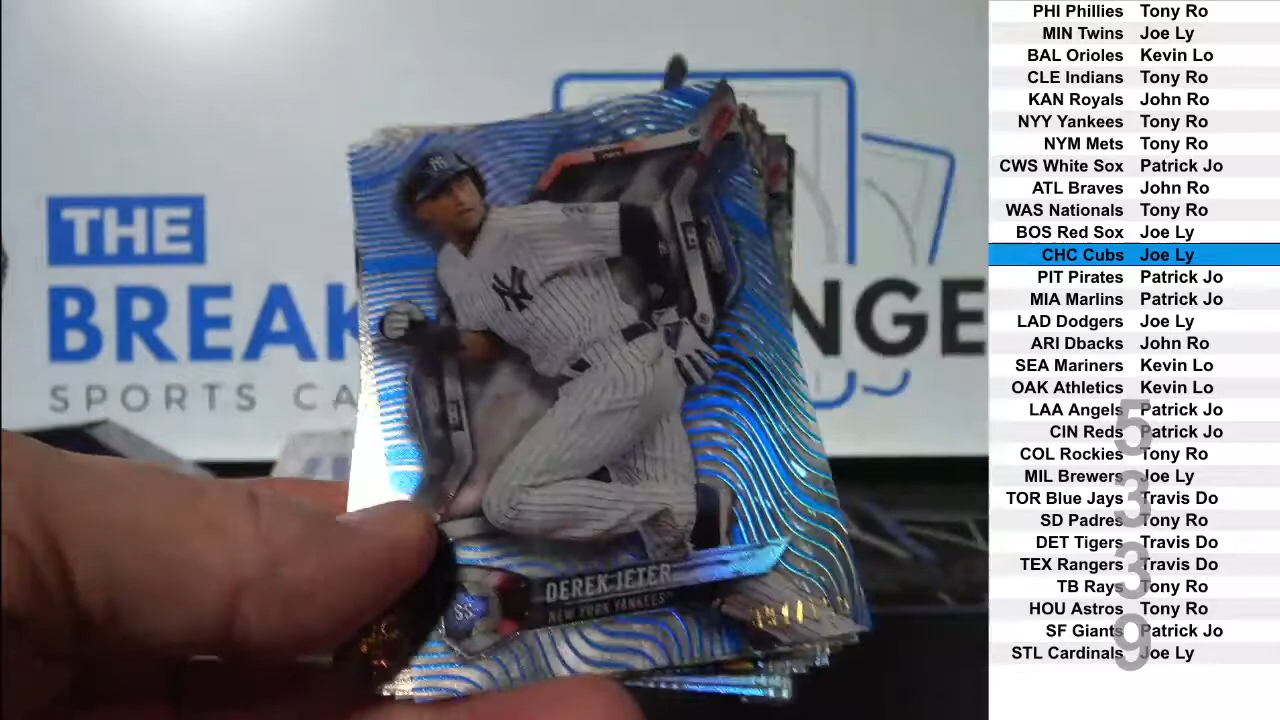 THE
BREAK NGE
SPORTS CA
NY
DEREK JETER
NEW YORK YANKEES
SS
PHI Phillies Tony Ro
MIN Twins Joe Ly
BAL Orioles Kevin Lo
CLE Indians Tony Ro
KAN Royals John Ro
NYY Yankees Tony Ro
NYM Mets Tony Ro
CWS White Sox Patrick Jo
ATL Braves John Ro
WAS Nationals Tony Ro
BOS Red Sox Joe Ly
CHC Cubs Joe Ly
PIT Pirates Patrick Jo
MIA Marlins Patrick Jo
LAD Dodgers Joe Ly
ARI Dbacks John Ro
SEA Mariners Kevin Lo
OAK Athletics Kevin Lo
LAA Angels Patrick Jo
CIN Reds Patrick Jo
COL Rockies Tony Ro
MIL Brewers Joe Ly
TOR Blue Jays Travis Do
SD Padres Tony Ro
DET Tigers Travis Do
TEX Rangers Travis Do
TB Rays Tony Ro
HOU Astros Tony Ro
SF Giants Patrick Jo
STL Cardinals Joe Ly
5339